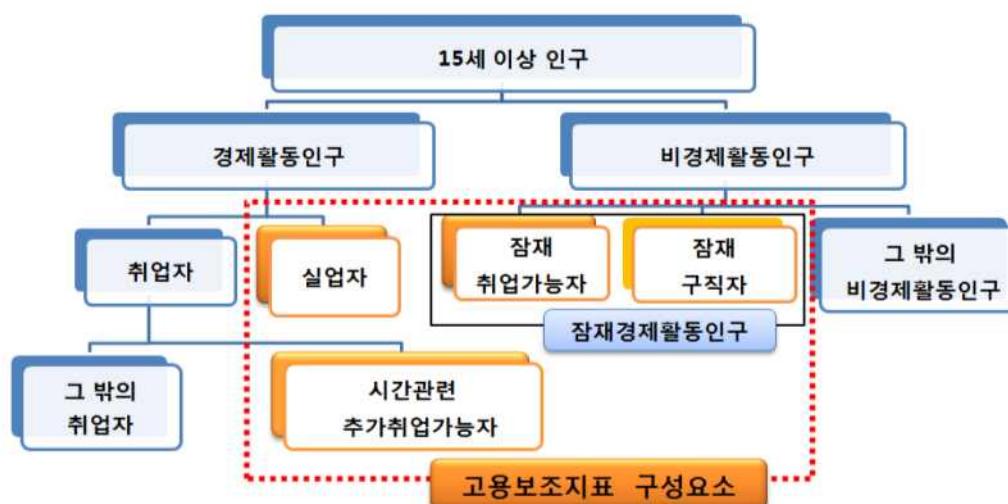 15세 이상 인구
경제활동인구
비경제활동인구
취업자
실업자
잠재
취업가능자
잠재
구직자
그 밖의
비경제활동인구
잠재경제활동인구
그 밖의
취업자
시간관련
추가취업가능자
고용보조지표 구성요소